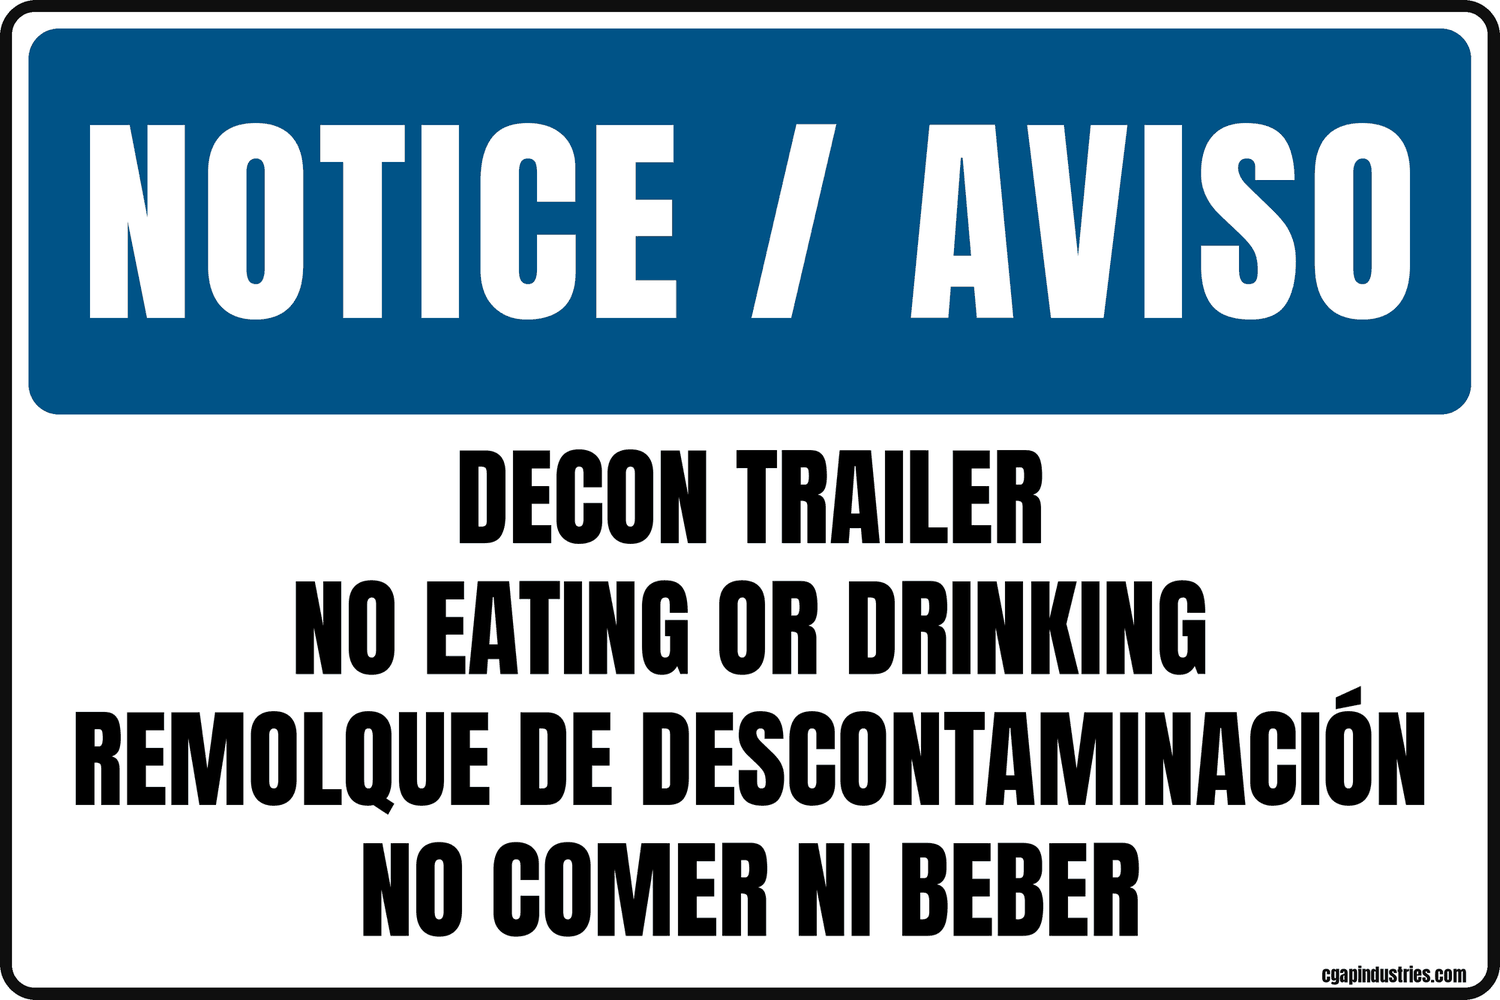 NOTICE / AVISO
DECON TRAILER
NO EATING OR DRINKING
REMOLQUE DE DESCONTAMINACIÓN
NO COMER NI BEBER
cgapindustries.com